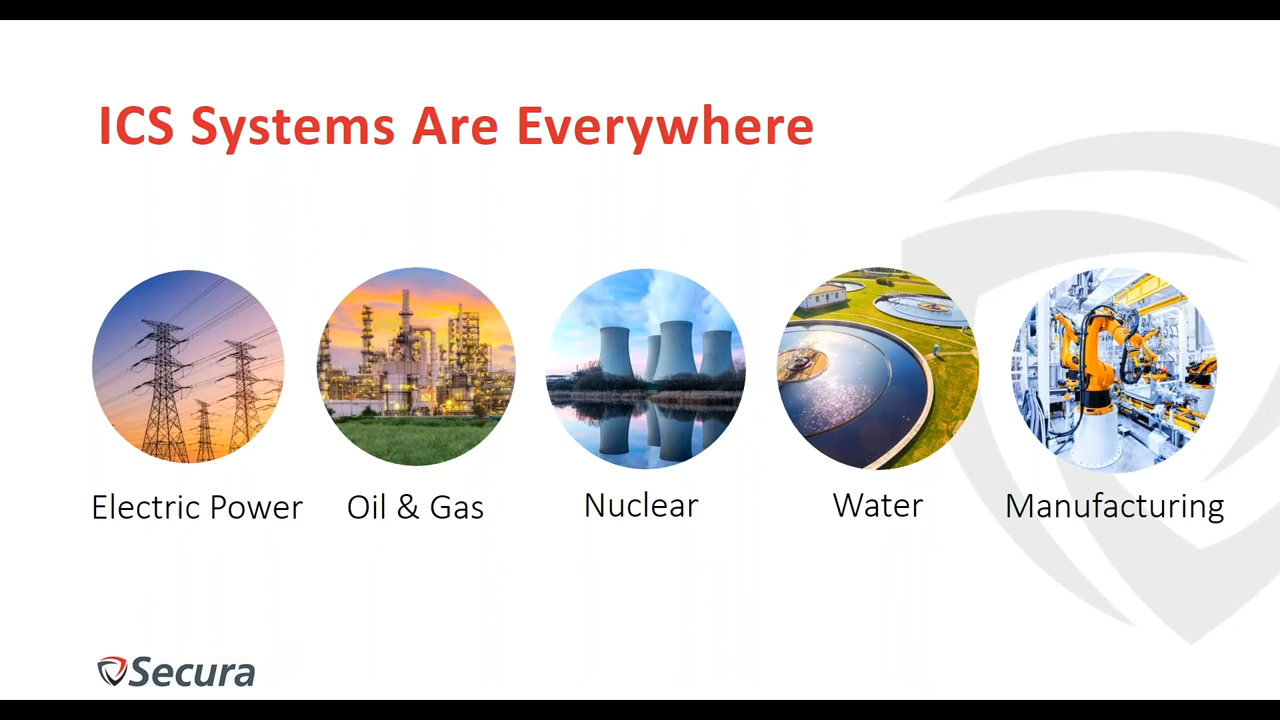 ICS Systems Are Everywhere
Electric Power
Oil & Gas
Nuclear
Water
Manufacturing
Secura